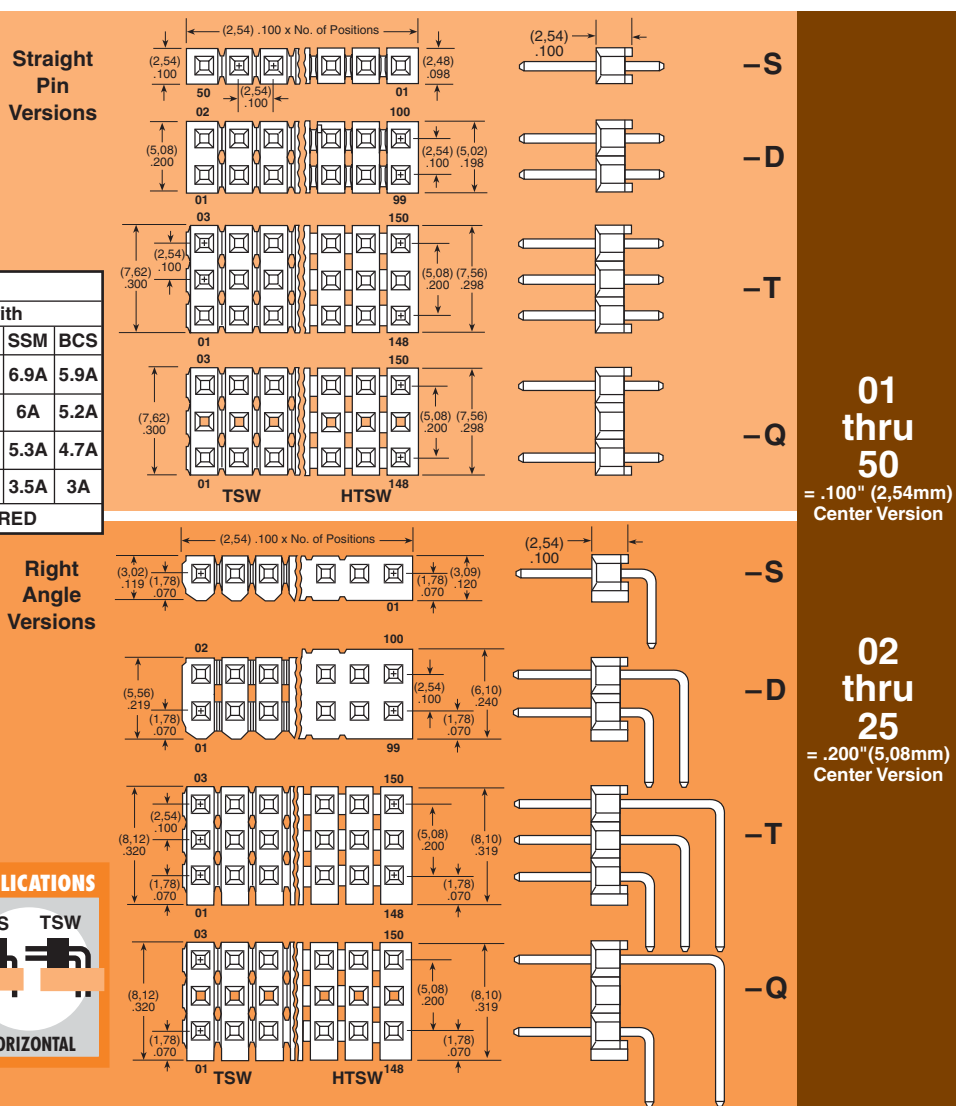 Straight
Pin
Versions
(2,54) .100 x No. of Positions
(2,54)
.100
(2,48)
.098
50
(2,54)
.100
01
(2,54)
.100
–S
02
100
(5,08)
.200
(2,54)
.100
(5,02)
.198
01
99
–D
03
150
(2,54)
.100
(7,62)
.300
(5,08)
.200
(7,56)
.298
01
148
–T
03
150
(7,62)
.300
(5,08)
.200
(7,56)
.298
01
148
TSW
HTSW
–Q
ith
SSM BCS
6.9A 5.9A
6A 5.2A
5.3A 4.7A
3.5A 3A
RED
01
thru
50
= .100" (2,54mm)
Center Version
Right
Angle
Versions
(2,54) .100 x No. of Positions
(3,02)
.119
(1,78)
.070
(1,78)
.070
(3,09)
.120
01
(2,54)
.100
–S
02
100
(5,56)
.219
(1,78)
.070
(2,54)
.100
(6,10)
.240
(1,78)
.070
01
99
–D
02
thru
25
= .200"(5,08mm)
Center Version
03
150
(2,54)
.100
(8,12)
.320
(1,78)
.070
(5,08)
.200
(8,10)
.319
(1,78)
.070
01
148
–T
03
150
(8,12)
.320
(1,78)
.070
(5,08)
.200
(8,10)
.319
(1,78)
.070
01
148
TSW
HTSW
–Q
LICATIONS
S TSW
ORIZONTAL